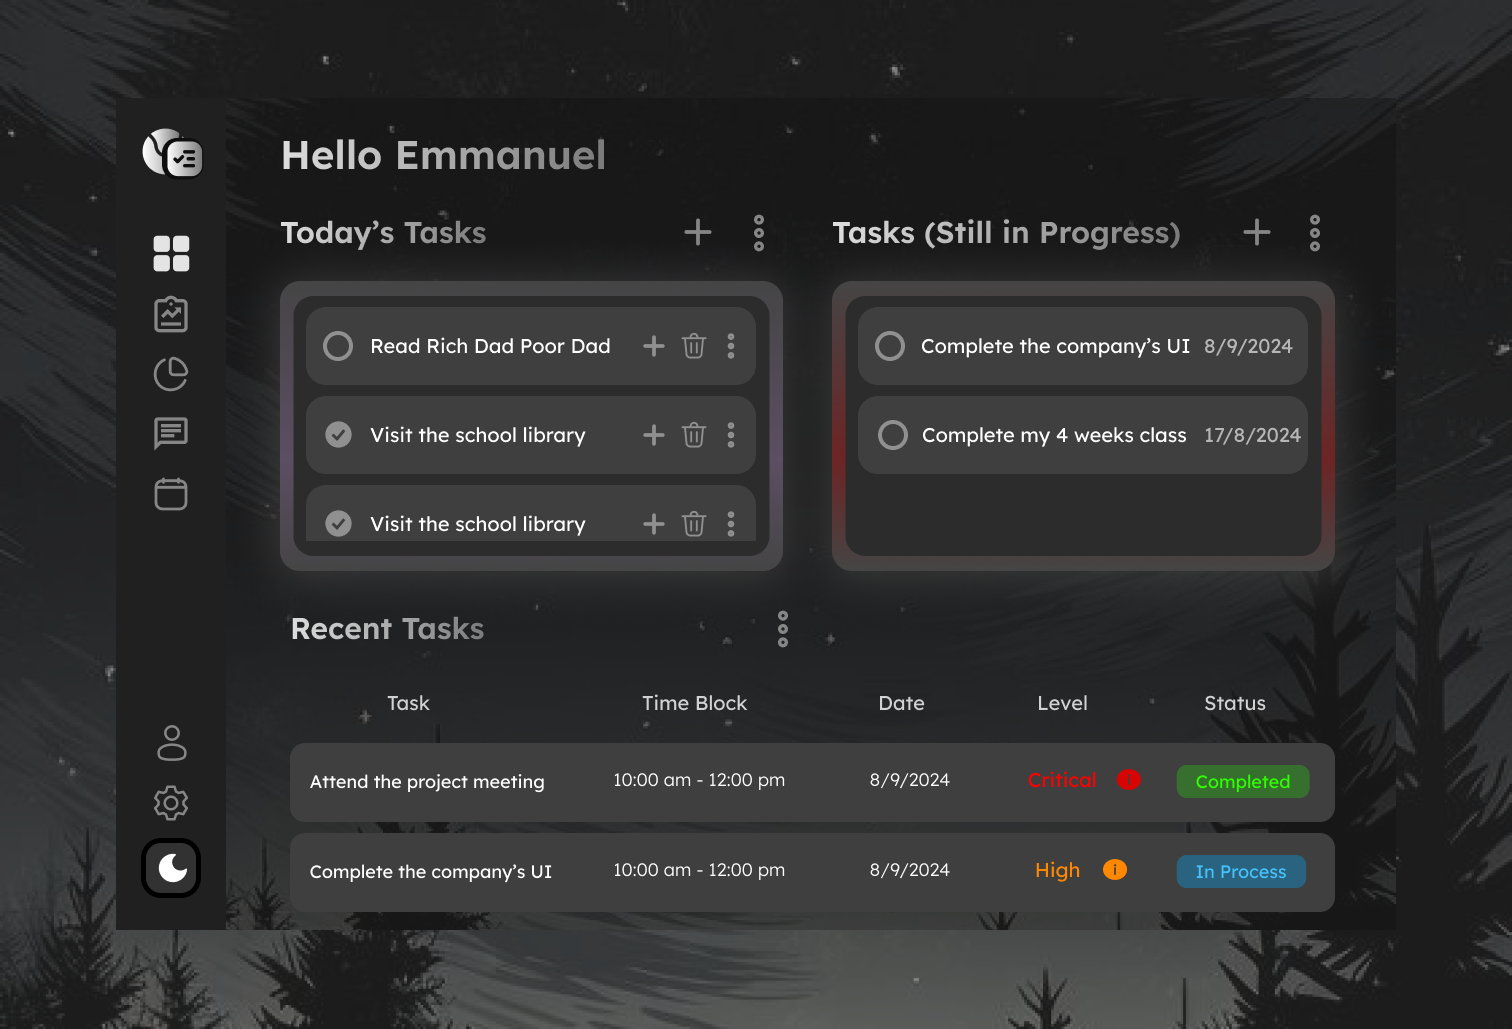 Hello Emmanuel
Today’s Tasks
Read Rich Dad Poor Dad
Visit the school library
Visit the school library
Tasks (Still in Progress)
Complete the company’s UI 8/9/2024
Complete my 4 weeks class 17/8/2024
Recent Tasks
Task Time Block Date Level Status
Attend the project meeting 10:00 am - 12:00 pm 8/9/2024 Critical i Completed
Complete the company’s UI 10:00 am - 12:00 pm 8/9/2024 High i In Process